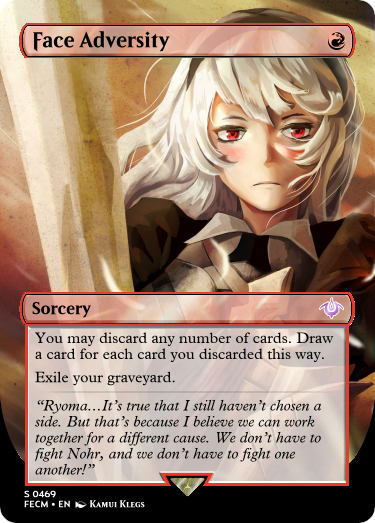 Face Adversity
Sorcery
You may discard any number of cards. Draw
a card for each card you discarded this way.
Exile your graveyard.
“Ryoma…It's true that I still haven't chosen a
side. But that's because I believe we can work
together for a different cause. We don't have to
fight Nohr, and we don't have to fight one
another!”
S 0469
FECM • EN Kamui Klegs